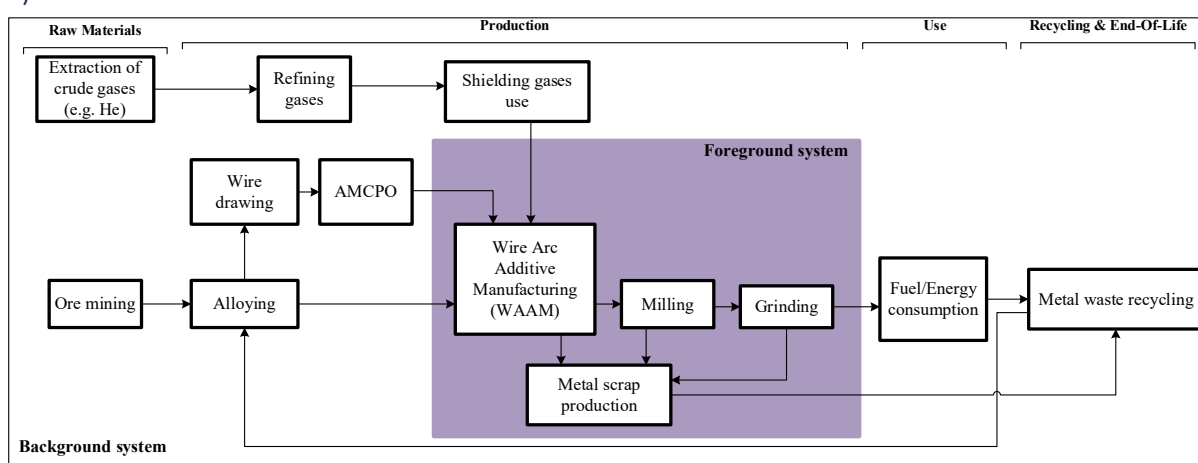 Raw Materials
Production
Use
Recycling & End-Of-Life
Extraction of
crude gases
(e.g. He)
Refining
gases
Shielding gases
use
Foreground system
Wire
drawing
AMCPO
Wire Arc
Additive
Manufacturing
(WAAM)
Ore mining
Alloying
Milling
Grinding
Fuel/Energy
consumption
Metal waste recycling
Metal scrap
production
Background system